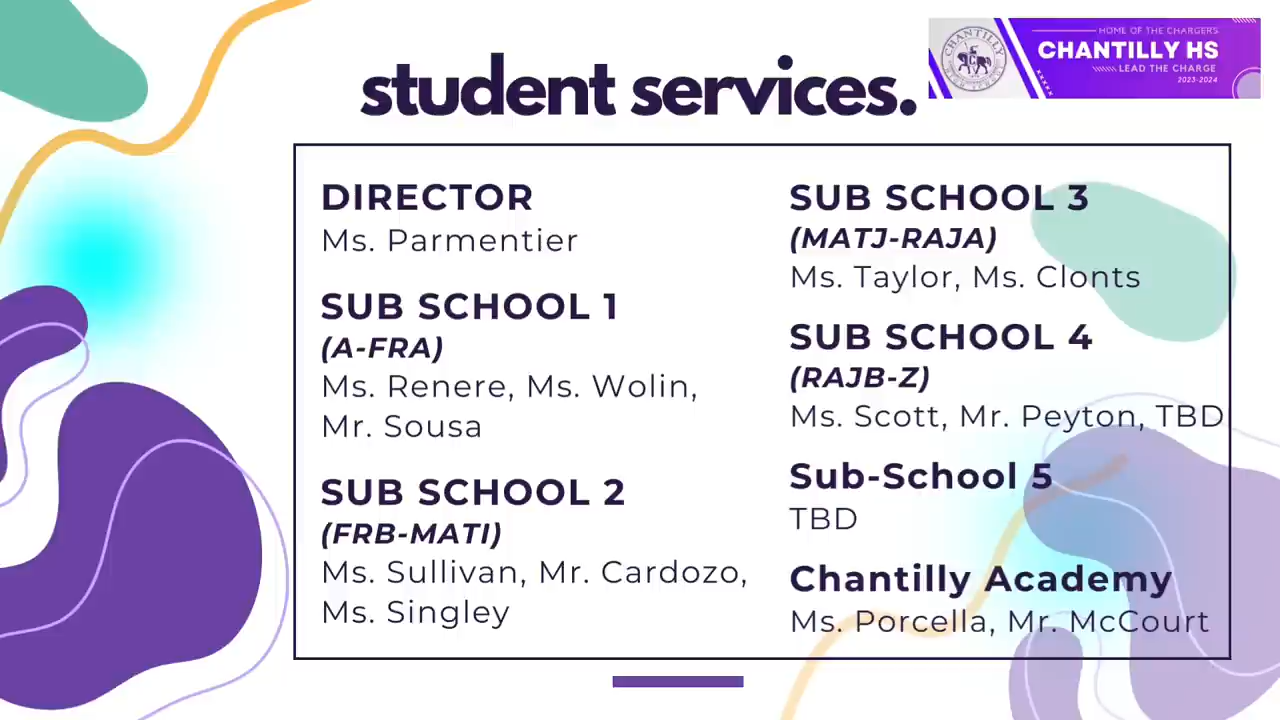 student services.
CHANTILLY
HOME OF THE CHARGERS
CHANTILLY HS
LEAD THE CHARGE
2023-2024
DIRECTOR
Ms. Parmentier
SUB SCHOOL 1
(A-FRA)
Ms. Renere, Ms. Wolin,
Mr. Sousa
SUB SCHOOL 2
(FRB-MATI)
Ms. Sullivan, Mr. Cardozo,
Ms. Singley
SUB SCHOOL 3
(MATJ-RAJA)
Ms. Taylor, Ms. Clonts
SUB SCHOOL 4
(RAJB-Z)
Ms. Scott, Mr. Peyton, TBD
Sub-School 5
TBD
Chantilly Academy
Ms. Porcella, Mr. McCourt